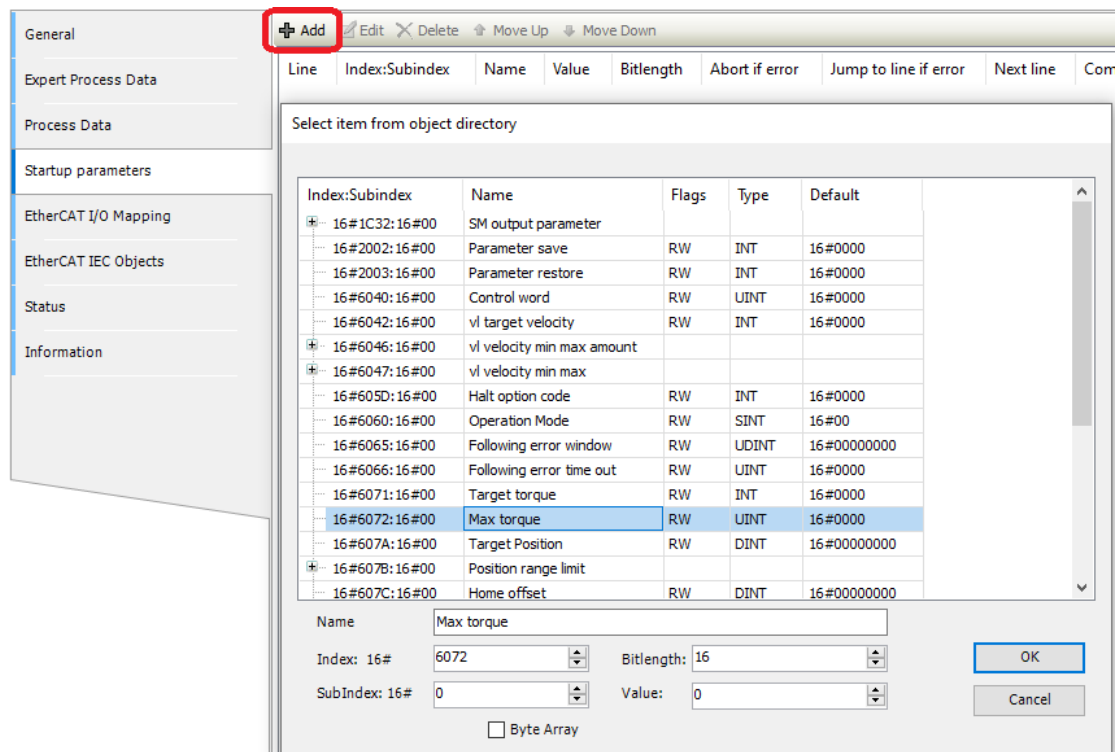 General
Expert Process Data
Process Data
Startup parameters
EtherCAT I/O Mapping
EtherCAT IEC Objects
Status
Information
Add Edit Delete Move Up Move Down
Line Index:Subindex Name Value Bitlength Abort if error Jump to line if error Next line Com
Select item from object directory
Index:Subindex Name Flags Type Default
16#1C32:16#00 SM output parameter
16#2002:16#00 Parameter save RW INT 16#0000
16#2003:16#00 Parameter restore RW INT 16#0000
16#6040:16#00 Control word RW UINT 16#0000
16#6042:16#00 vl target velocity RW INT 16#0000
16#6046:16#00 vl velocity min max amount
16#6047:16#00 vl velocity min max
16#605D:16#00 Halt option code RW INT 16#0000
16#6060:16#00 Operation Mode RW SINT 16#00
16#6065:16#00 Following error window RW UDINT 16#00000000
16#6066:16#00 Following error time out RW UINT 16#0000
16#6071:16#00 Target torque RW INT 16#0000
16#6072:16#00 Max torque RW UINT 16#0000
16#607A:16#00 Target Position RW DINT 16#00000000
16#607B:16#00 Position range limit
16#607C:16#00 Home offset RW DINT 16#00000000
Name Max torque
Index: 16# 6072 Bitlength: 16 OK
SubIndex: 16# 0 Value: 0 Cancel
Byte Array